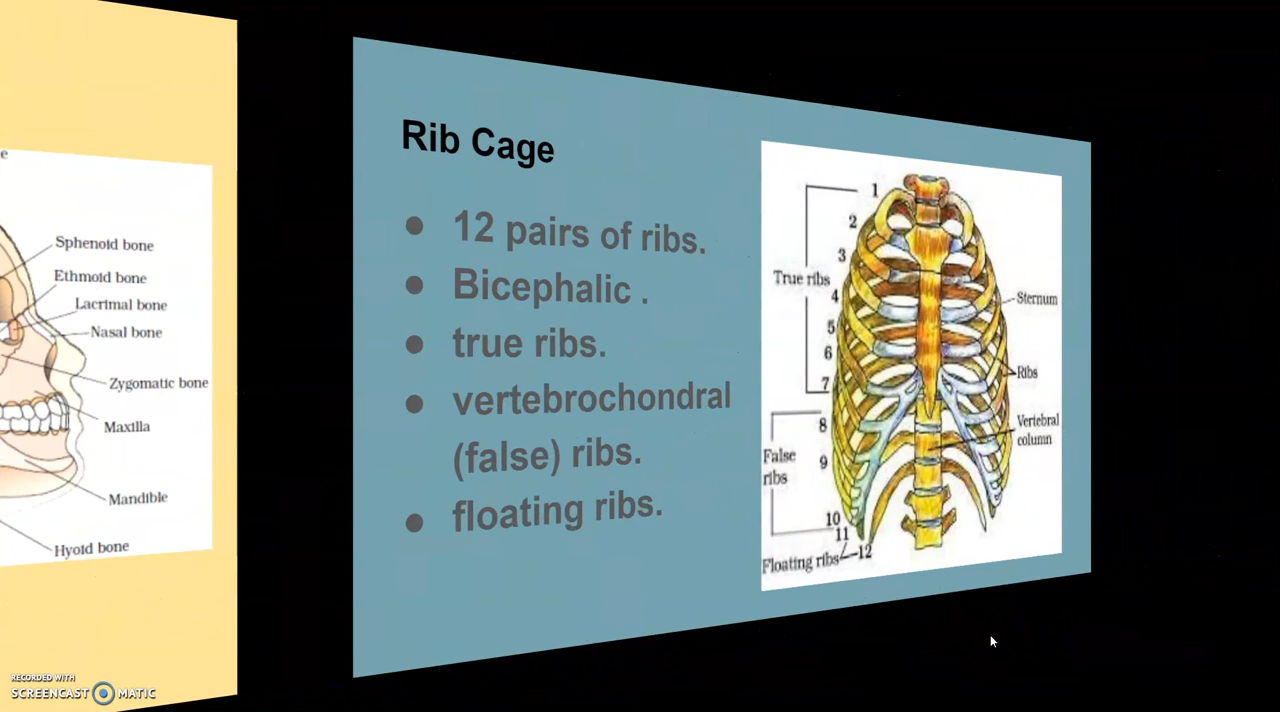 e
Sphenoid bone
Ethmoid bone
Lacrimal bone
Nasal bone
Zygomatic bone
Maxilla
Mandible
Hyoid bone
Rib Cage
● 12 pairs of ribs.
● Bicephalic .
● true ribs.
● vertebrochondral
(false) ribs.
● floating ribs.
1
2
3
True ribs
4
5
6
7
8
False
ribs
9
10
11
Floating ribs 12
Sternum
Ribs
Vertebral
column
RECORDED WITH
SCREENCAST MATIC